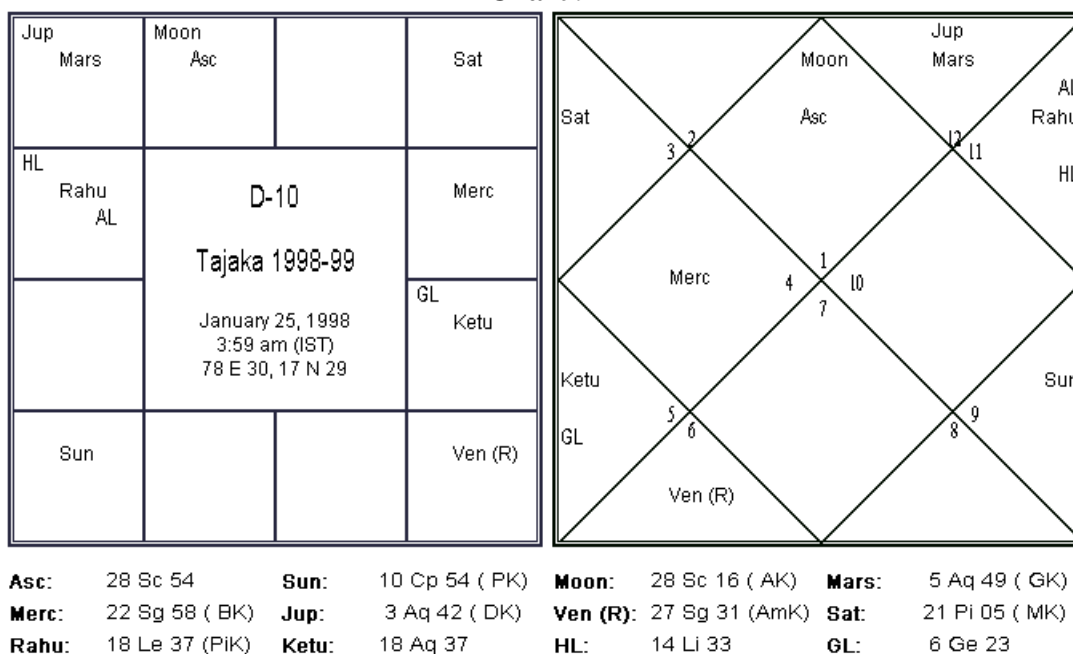 Jup
Mars
Moon
Asc
Sat
HL
Rahu
AL
D-10
Tajaka 1998-99
January 25, 1998
3:59 am (IST)
78 E 30, 17 N 29
Merc
GL
Ketu
Sun
Ven (R)
Jup
Mars
Moon
Asc
Sat
Rahu
2
3
12
11
1
4
10
7
Merc
Ketu
GL
5
6
9
8
Sun
Ven (R)
Asc: 28 Sc 54 Sun: 10 Cp 54 ( PK) Moon: 28 Sc 16 ( AK) Mars: 5 Aq 49 ( GK)
Merc: 22 Sg 58 ( BK) Jup: 3 Aq 42 ( DK) Ven (R): 27 Sg 31 (AmK) Sat: 21 Pi 05 ( MK)
Rahu: 18 Le 37 (PiK) Ketu: 18 Aq 37 HL: 14 Li 33 GL: 6 Ge 23